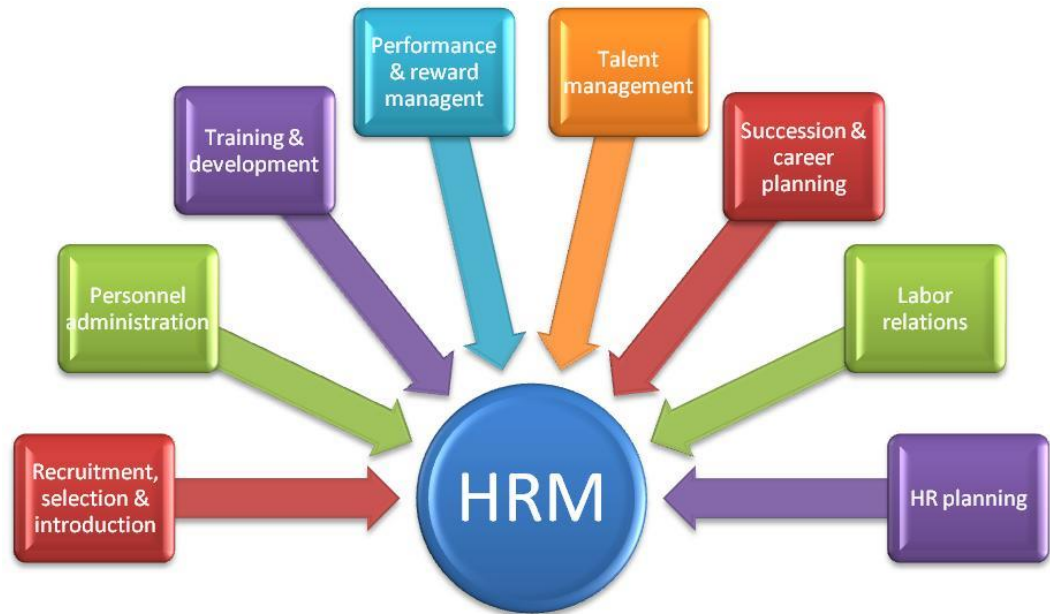 Performance
& reward
managent
Talent
management
Training &
development
Succession &
career
planning
Personnel
administration
Labor
relations
Recruitment,
selection &
introduction
HRM
HR planning